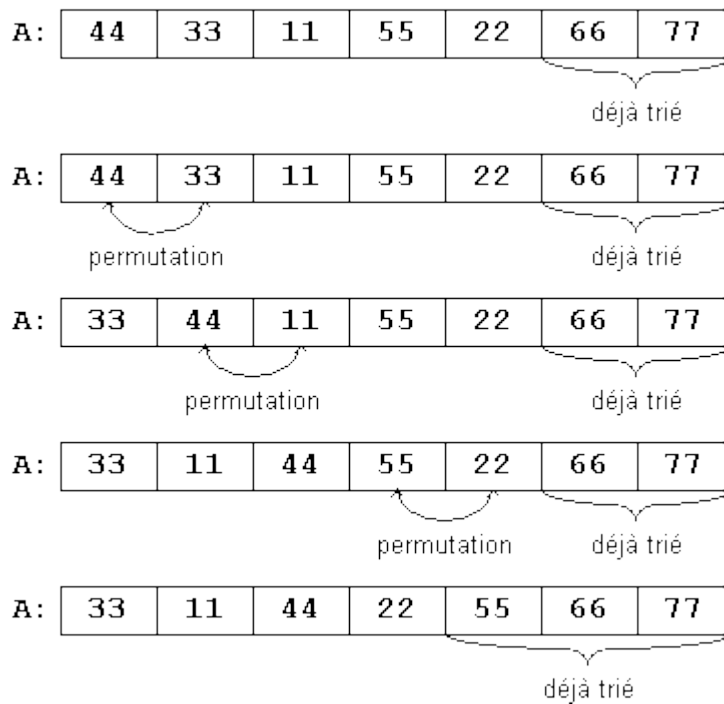 A: 44 33 11 55 22 66 77
déjà trié
A: 44 33 11 55 22 66 77
permutation déjà trié
A: 33 44 11 55 22 66 77
permutation déjà trié
A: 33 11 44 55 22 66 77
permutation déjà trié
A: 33 11 44 22 55 66 77
déjà trié